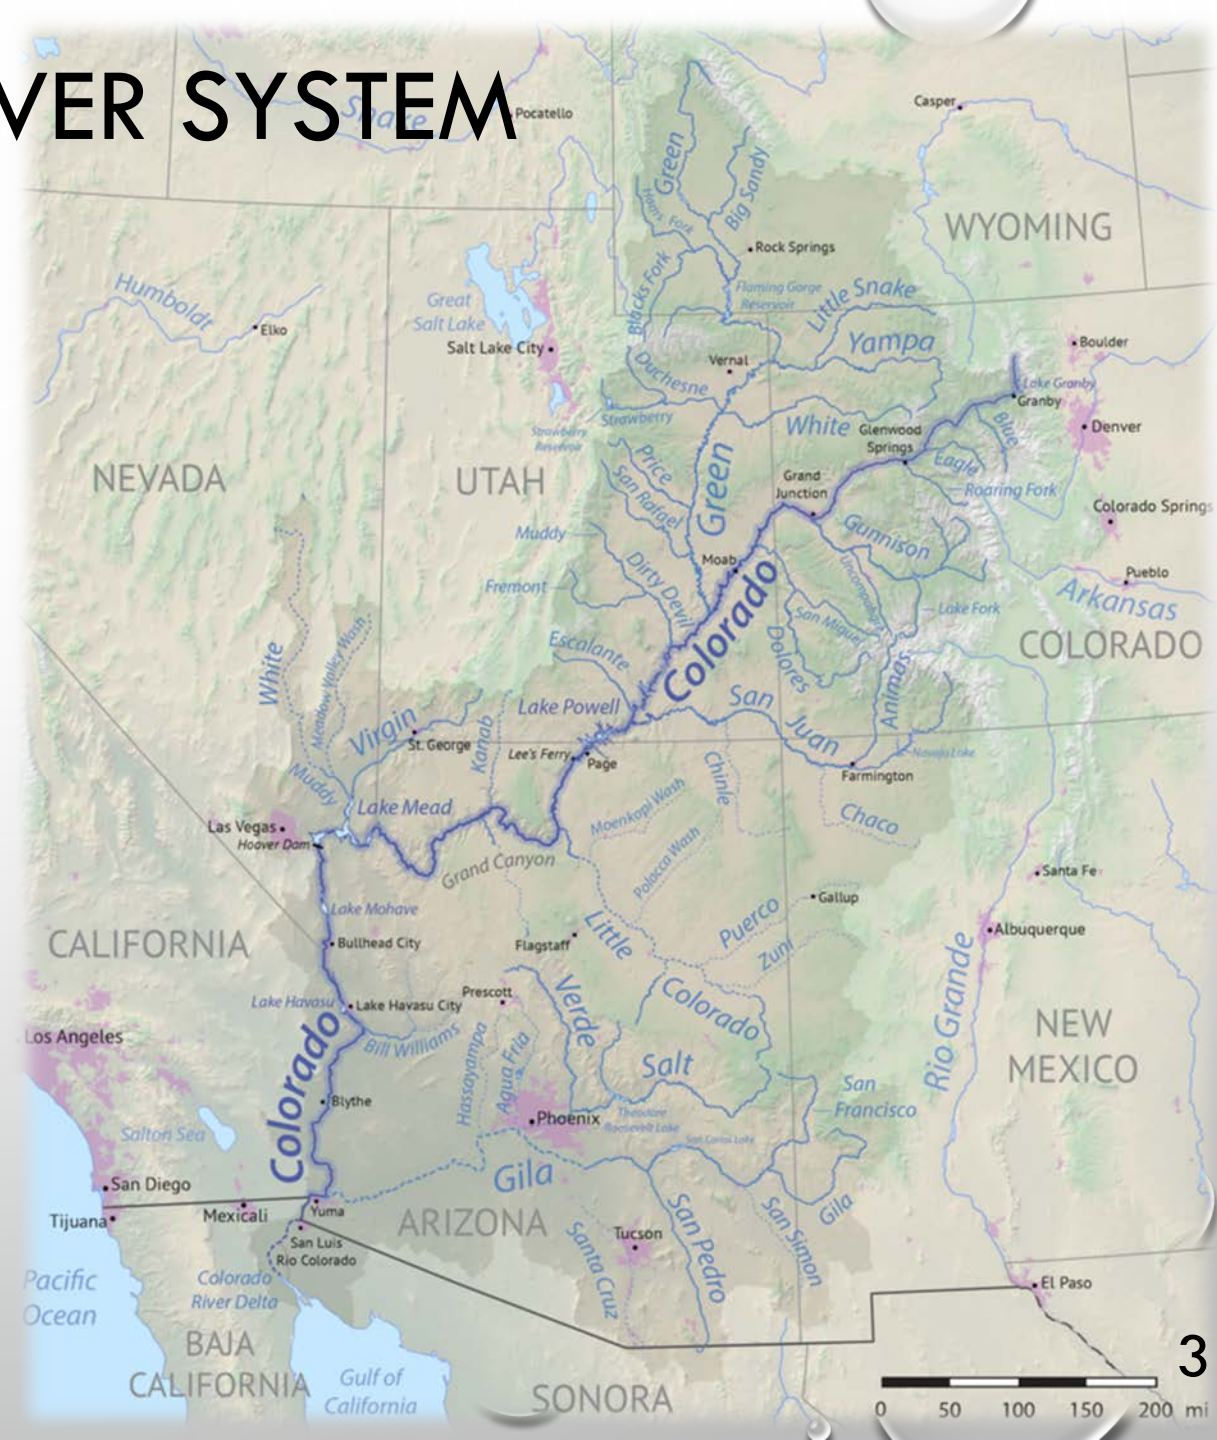 VER SYSTEM
Snake
Pocatello
Casper
Green
Big Sandy
Hams Fork
WYOMING
Rock Springs
Blacks Fork
Flaming Gorge
Reservoir
Little Snake
Humboldt
Elko
Great
Salt Lake
Salt Lake City
Yampa
Boulder
Vernal
Duchesne
Lake Granby
Granby
Strawberry
Strawberry
Reservoir
White
Glenwood
Springs
Blue
Denver
NEVADA
UTAH
Price
San Rafael
Green
Grand
Junction
Eagle
Roaring Fork
Colorado Springs
Muddy
Gunnison
Moab
Fremont
Dirty Devil
Uncompahgre
Pueblo
Arkansas
Lake Fork
San Miguel
COLORADO
White
Meadow Valley Wash
Escalante
Colorado
Dolores
Animas
Virgin
St. George
Kanab
Lake Powell
San Juan
Lee's Ferry
Page
Navajo Lake
Farmington
Muddy
Lake Mead
Chinle
Moenkopi Wash
Chaco
Las Vegas
Hoover Dam
Grand Canyon
Polacca Wash
Santa Fe
Gallup
Lake Mohave
Puerco
Albuquerque
CALIFORNIA
Bullhead City
Flagstaff
Little
Colorado
Zuni
Prescott
Verde
Lake Havasu
Lake Havasu City
Rio Grande
NEW
MEXICO
Los Angeles
Colorado
Bill Williams
Hassayampa
Agua Fria
Salt
San
Francisco
Blythe
Phoenix
Theodore
Roosevelt Lake
Salton Sea
San Carlos Lake
San Diego
Gila
Gila
Tijuana
Mexicali
Yuma
ARIZONA
San Pedro
San Simon
San Luis
Rio Colorado
Santa Cruz
Tucson
Pacific
Ocean
Colorado
River Delta
El Paso
BAJA
CALIFORNIA
Gulf of
California
SONORA
3
0 50 100 150 200 mi